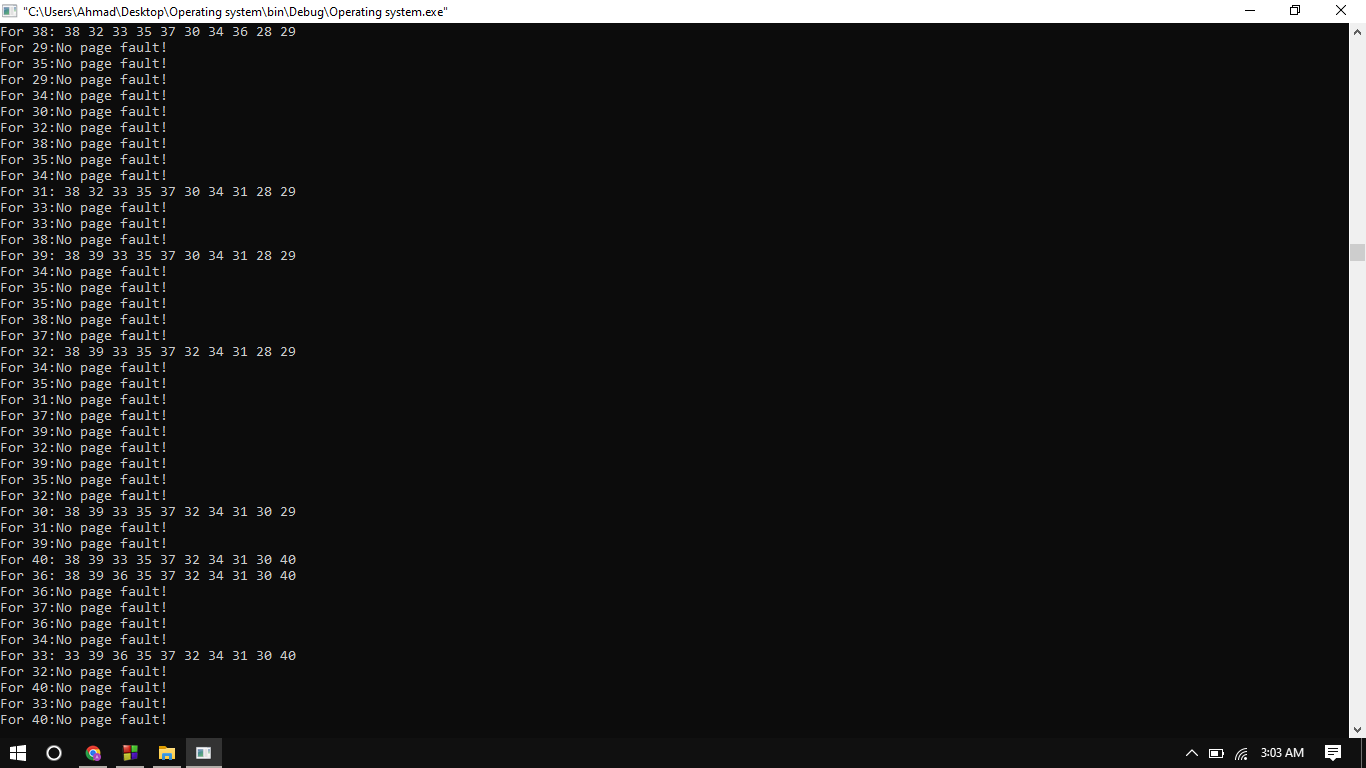 "C:\Users\Ahmad\Desktop\Operating system\bin\Debug\Operating system.exe"
For 38: 38 32 33 35 37 30 34 36 28 29
For 29:No page fault!
For 35:No page fault!
For 29:No page fault!
For 34:No page fault!
For 30:No page fault!
For 32:No page fault!
For 38:No page fault!
For 35:No page fault!
For 34:No page fault!
For 31: 38 32 33 35 37 30 34 31 28 29
For 33:No page fault!
For 33:No page fault!
For 38:No page fault!
For 39: 38 39 33 35 37 30 34 31 28 29
For 34:No page fault!
For 35:No page fault!
For 35:No page fault!
For 38:No page fault!
For 37:No page fault!
For 32: 38 39 33 35 37 32 34 31 28 29
For 34:No page fault!
For 35:No page fault!
For 31:No page fault!
For 37:No page fault!
For 39:No page fault!
For 32:No page fault!
For 39:No page fault!
For 35:No page fault!
For 32:No page fault!
For 30: 38 39 33 35 37 32 34 31 30 29
For 31:No page fault!
For 39:No page fault!
For 40: 38 39 33 35 37 32 34 31 30 40
For 36: 38 39 36 35 37 32 34 31 30 40
For 36:No page fault!
For 37:No page fault!
For 36:No page fault!
For 34:No page fault!
For 33: 33 39 36 35 37 32 34 31 30 40
For 32:No page fault!
For 40:No page fault!
For 33:No page fault!
For 40:No page fault!
3:03 AM